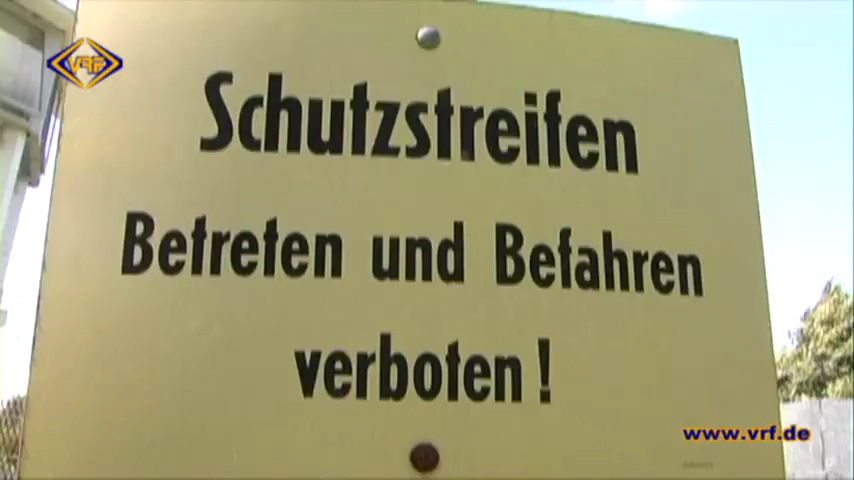 VRF
Schutzstreifen
Betreten und Befahren
verboten !
www.vrf.de